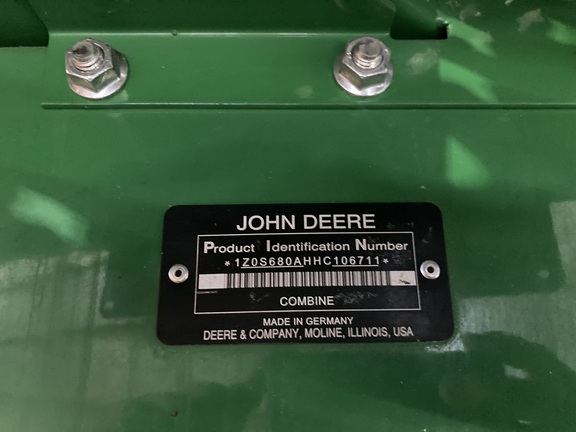 JOHN DEERE
Product Identification Number
*1Z0S680AHHC106711*
COMBINE
MADE IN GERMANY
DEERE & COMPANY, MOLINE, ILLINOIS, USA